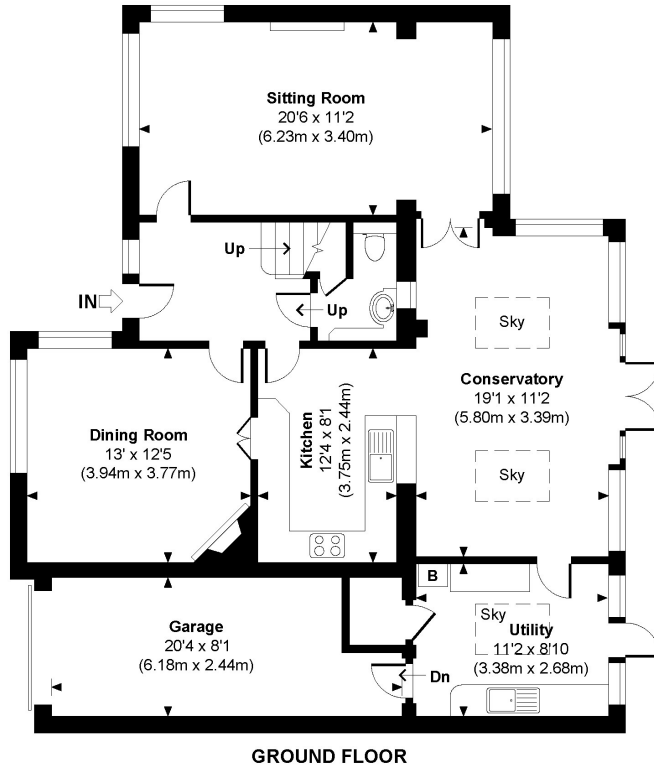 Sitting Room
20'6 x 11'2
(6.23m x 3.40m)
Up
Up
IN
Sky
Conservatory
19'1 x 11'2
(5.80m x 3.39m)
Sky
Dining Room
13' x 12'5
(3.94m x 3.77m)
Kitchen
12'4 x 8'1
(3.75m x 2.44m)
B
Sky
Utility
11'2 x 8'10
(3.38m x 2.68m)
Garage
20'4 x 8'1
(6.18m x 2.44m)
Dn
GROUND FLOOR